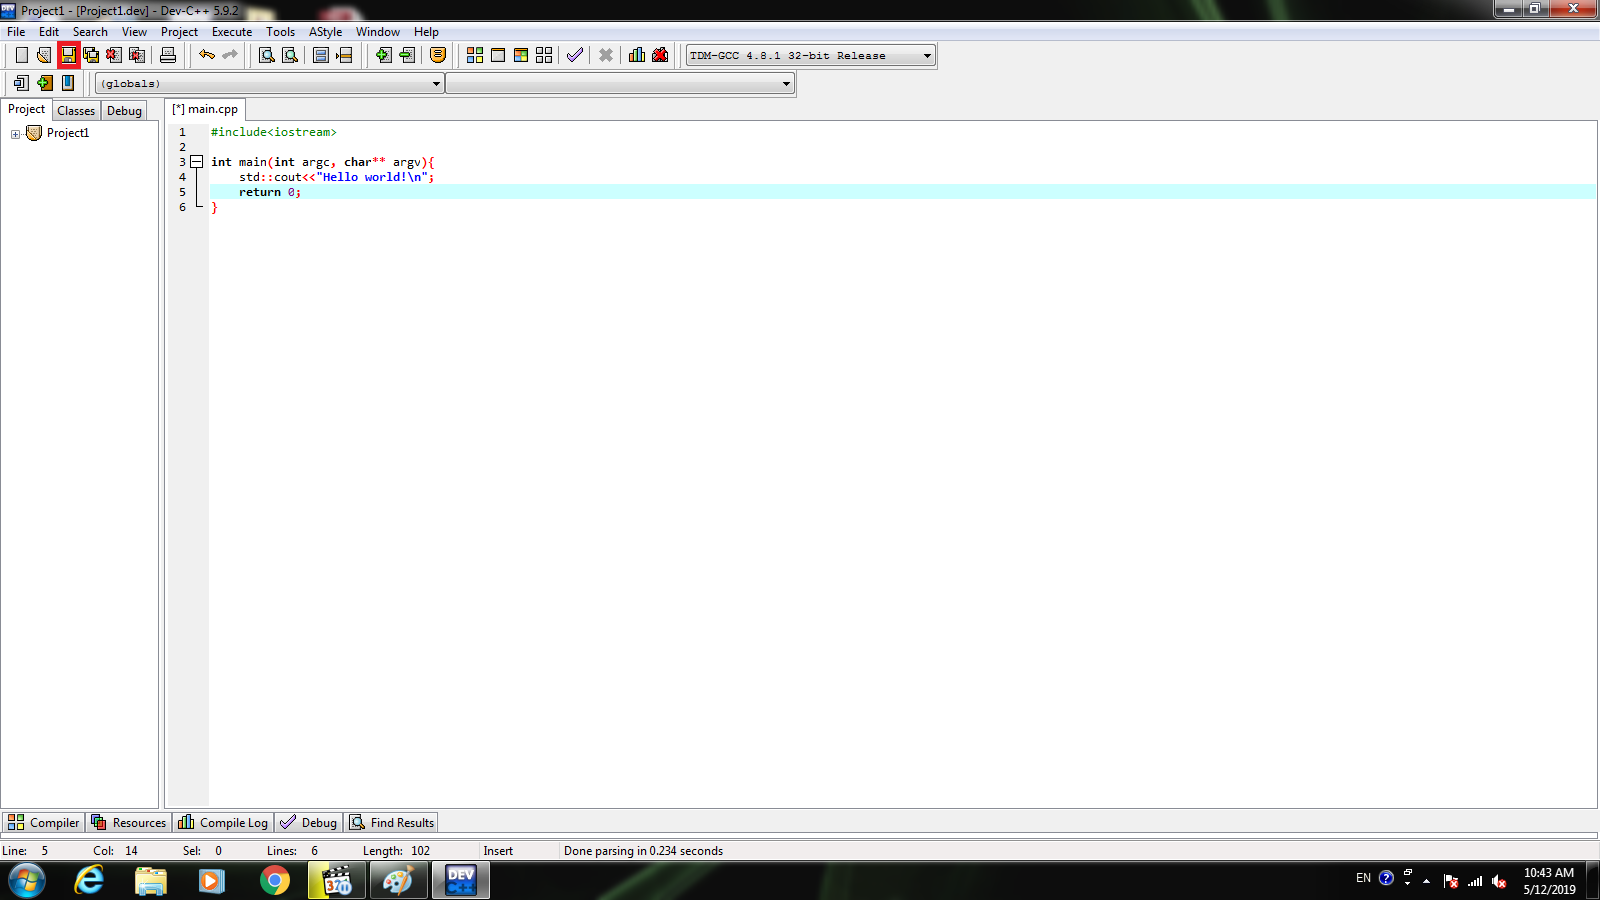 Project1 - [Project1.dev] - Dev-C++ 5.9.2
File Edit Search View Project Execute Tools AStyle Window Help
TDM-GCC 4.8.1 32-bit Release
(globals)
Project Classes Debug [*] main.cpp
Project1
1 #include<iostream>
2
3 int main(int argc, char** argv){
4 std::cout<<"Hello world!\n";
5 return 0;
6 }
Compiler Resources Compile Log Debug Find Results
Line: 5 Col: 14 Sel: 0 Lines: 6 Length: 102 Insert Done parsing in 0.234 seconds
DEV C++
EN 10:43 AM
5/12/2019